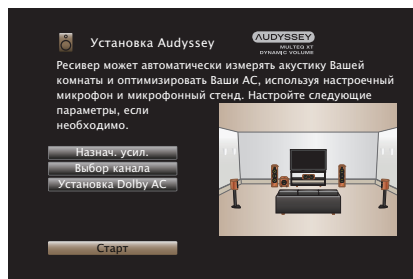 Установка Audyssey
AUDYSSEY
MULTEQ XT
DYNAMIC VOLUME
Ресивер может автоматически измерять акустику Вашей
комнаты и оптимизировать Ваши АС, используя настроечный
микрофон и микрофонный стенд. Настройте следующие
параметры, если
необходимо.
Назнач. усил.
Выбор канала
Установка Dolby АС
Старт